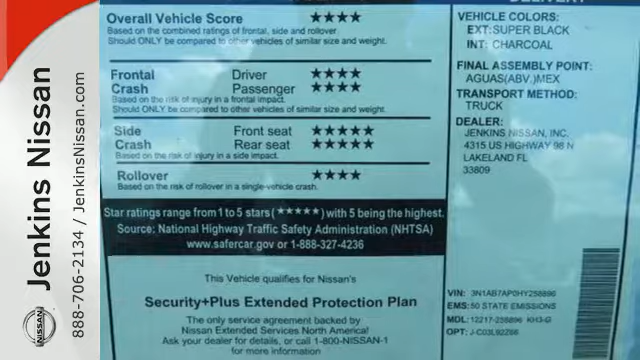 Jenkins Nissan
888-706-2134 / JenkinsNissan.com
NISSAN
Overall Vehicle Score ★★★★
Based on the combined ratings of frontal, side and rollover.
Should ONLY be compared to other vehicles of similar size and weight.
Frontal Driver ★★★★
Crash Passenger ★★★★
Based on the risk of injury in a frontal impact.
Should ONLY be compared to other vehicles of similar size and weight.
Side Front seat ★★★★★
Crash Rear seat ★★★★★
Based on the risk of injury in a side impact.
Rollover ★★★★
Based on the risk of rollover in a single-vehicle crash.
Star ratings range from 1 to 5 stars (★★★★★) with 5 being the highest.
Source: National Highway Traffic Safety Administration (NHTSA)
www.safercar.gov or 1-888-327-4236
This Vehicle qualifies for Nissan's
Security+Plus Extended Protection Plan
The only service agreement backed by
Nissan Extended Services North America!
Ask your dealer for details, or call 1-800-NISSAN-1
for more information
VEHICLE COLORS:
EXT: SUPER BLACK
INT: CHARCOAL
FINAL ASSEMBLY POINT:
AGUAS(ABV.)MEX
TRANSPORT METHOD:
TRUCK
DEALER:
JENKINS NISSAN, INC.
4315 US HIGHWAY 98 N
LAKELAND FL
33809
VIN: 3N1AB7AP0HY258896
EMS: 50 STATE EMISSIONS
MDL: 12217-258896 KH3-G
OPT: J-C03L92Z66